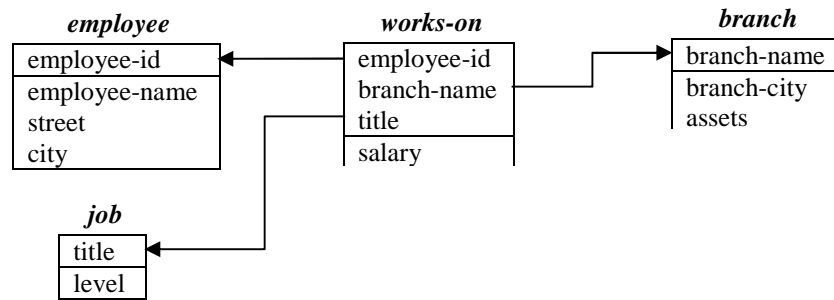 employee
employee-id
employee-name
street
city
works-on
employee-id
branch-name
title
salary
branch
branch-name
branch-city
assets
job
title
level